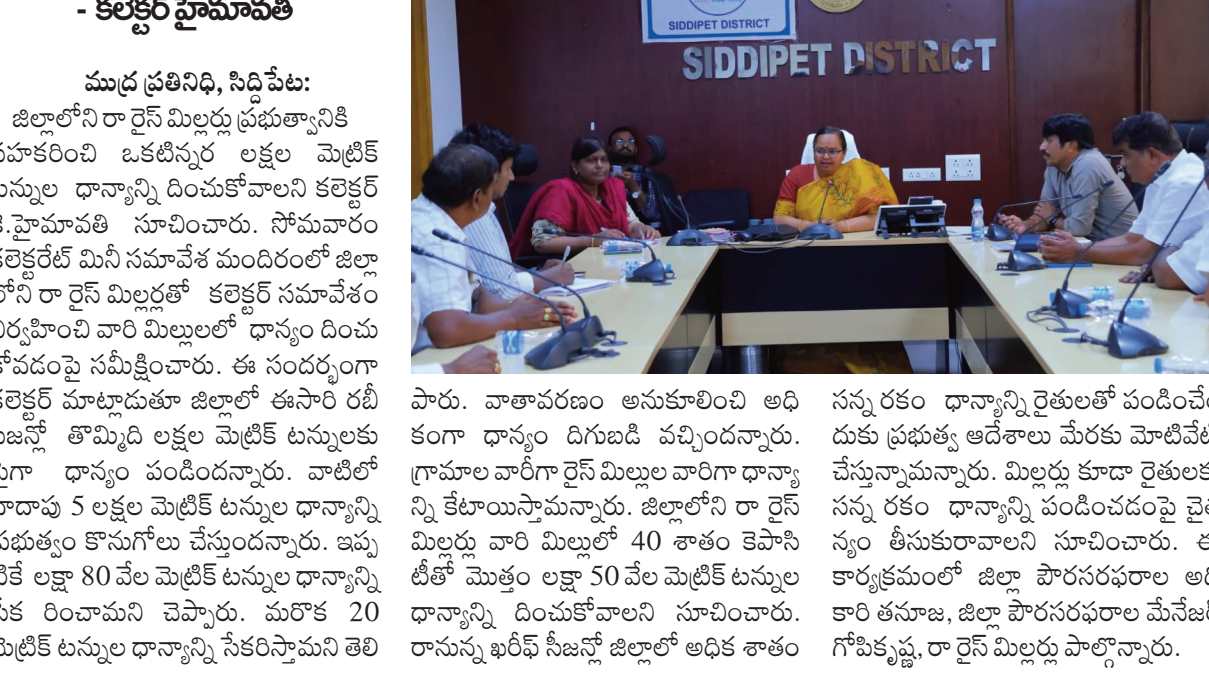 - కలెక్టర్ హైమావతి
ముద్ర ప్రతినిధి, సిద్దిపేట:
జిల్లాలోని రా రైస్ మిల్లర్లు ప్రభుత్వానికి
సహకరించి ఒకటిన్నర లక్షల మెట్రిక్
టన్నుల ధాన్యాన్ని దించుకోవాలని కలెక్టర్
కె.హైమావతి సూచించారు. సోమవారం
కలెక్టరేట్ మినీ సమావేశ మందిరంలో జిల్లా
లోని రా రైస్ మిల్లర్లతో కలెక్టర్ సమావేశం
నిర్వహించి వారి మిల్లులలో ధాన్యం దించు
కోవడంపై సమీక్షించారు. ఈ సందర్భంగా
కలెక్టర్ మాట్లాడుతూ జిల్లాలో ఈసారి రబీ
సీజన్లో తొమ్మిది లక్షల మెట్రిక్ టన్నులకు
పైగా ధాన్యం పండిందన్నారు. వాటిలో
దాదాపు 5 లక్షల మెట్రిక్ టన్నుల ధాన్యాన్ని
ప్రభుత్వం కొనుగోలు చేస్తుందన్నారు. ఇప్ప
టికే లక్షా 80 వేల మెట్రిక్ టన్నుల ధాన్యాన్ని
సేక రించామని చెప్పారు. మరొక 20
మెట్రిక్ టన్నుల ధాన్యాన్ని సేకరిస్తామని తెలి
SIDDIPET DISTRICT
SIDDIPET DISTRICT
పారు. వాతావరణం అనుకూలించి అధి
కంగా ధాన్యం దిగుబడి వచ్చిందన్నారు.
గ్రామాల వారీగా రైస్ మిల్లుల వారిగా ధాన్యా
న్ని కేటాయిస్తామన్నారు. జిల్లాలోని రా రైస్
మిల్లర్లు వారి మిల్లులో 40 శాతం కెపాసి
టీతో మొత్తం లక్షా 50 వేల మెట్రిక్ టన్నుల
ధాన్యాన్ని దించుకోవాలని సూచించారు.
రానున్న ఖరీఫ్ సీజన్లో జిల్లాలో అధిక శాతం
సన్న రకం ధాన్యాన్ని రైతులతో పండించేం
దుకు ప్రభుత్వ ఆదేశాలు మేరకు మోటివేట్
చేస్తున్నామన్నారు. మిల్లర్లు కూడా రైతులకు
సన్న రకం ధాన్యాన్ని పండించడంపై చైత
న్యం తీసుకురావాలని సూచించారు. ఈ
కార్యక్రమంలో జిల్లా పౌరసరఫరాల అధి
కారి తనూజ, జిల్లా పౌరసరఫరాల మేనేజర్
గోపికృష్ణ, రా రైస్ మిల్లర్లు పాల్గొన్నారు.